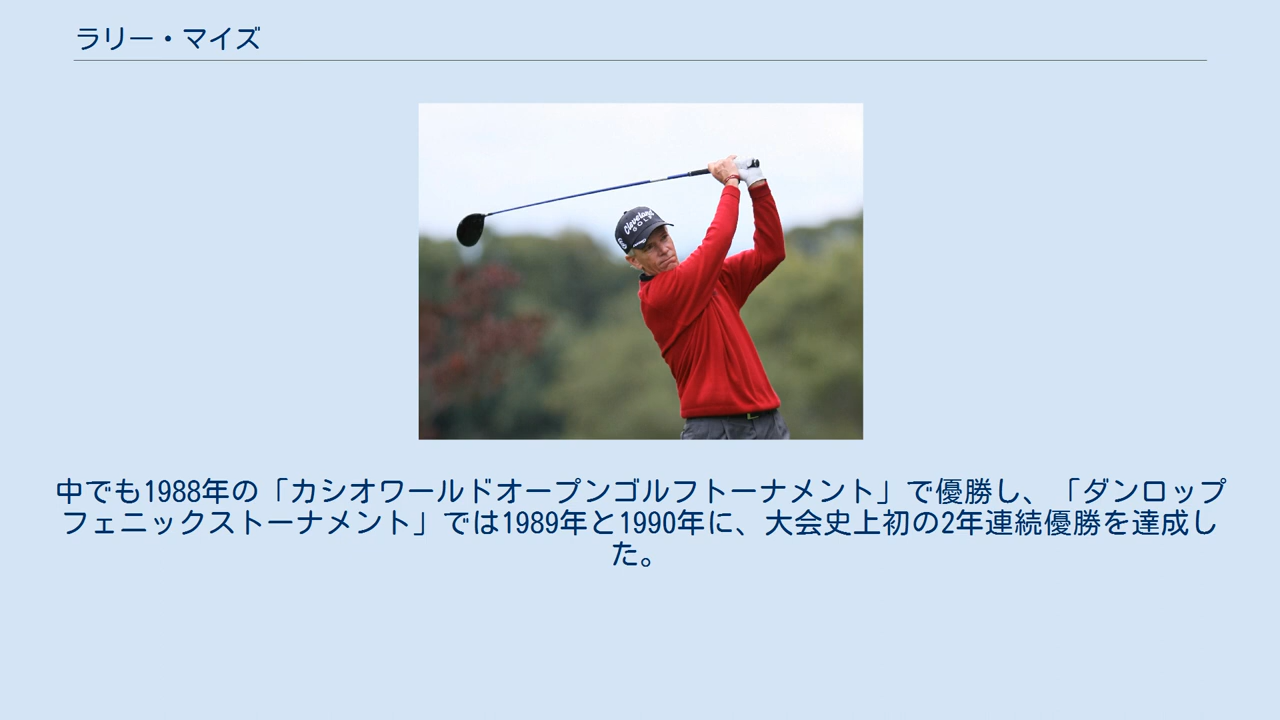 ラリー・マイズ
Cleveland
GOLF
中でも1988年の「カシオワールドオープンゴルフトーナメント」で優勝し、「ダンロップ
フェニックストーナメント」では1989年と1990年に、大会史上初の2年連続優勝を達成し
た。